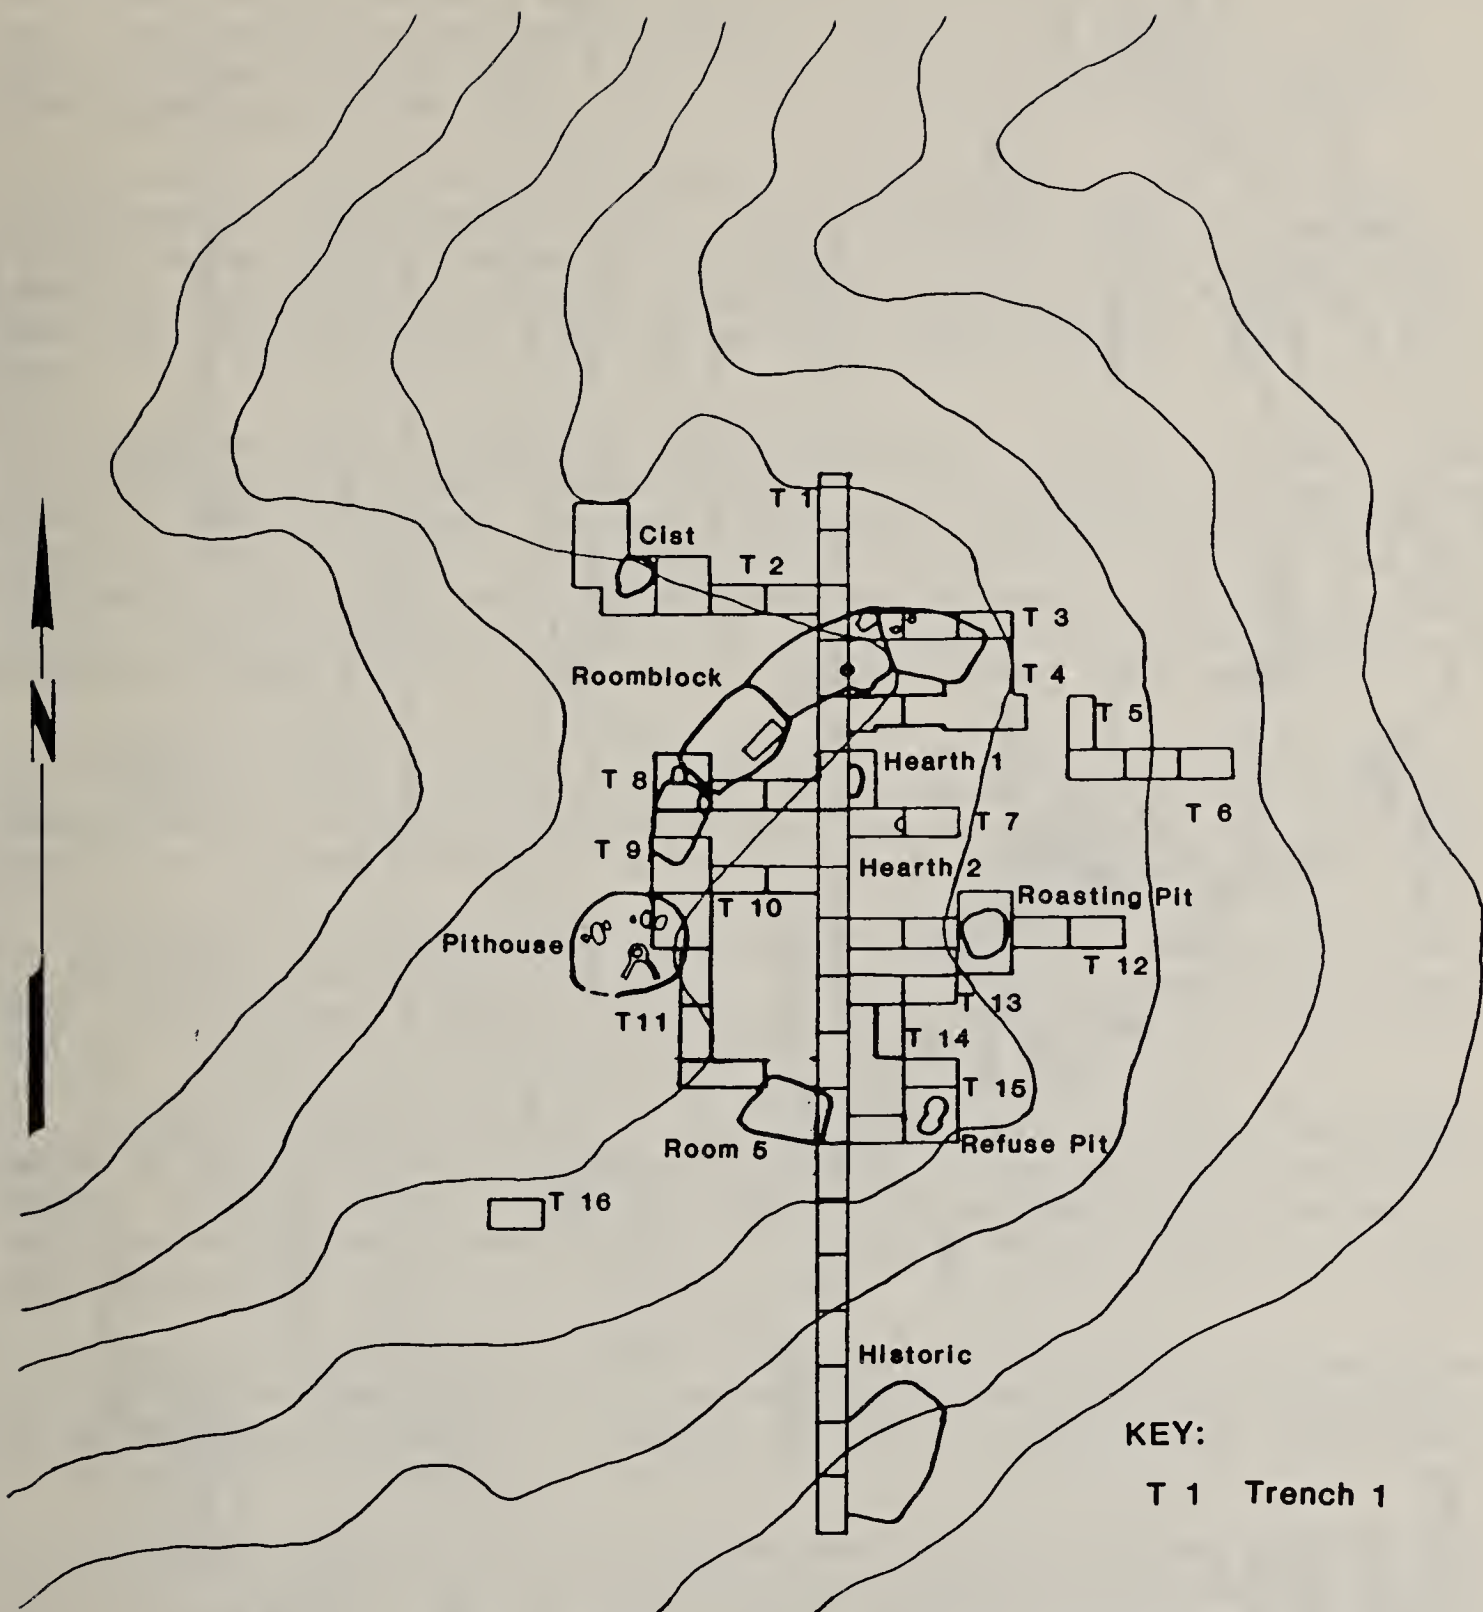 T 1
Cist
T 2
T 3
Roomblock
T 4
T 5
N
Hearth 1
T 8
T 6
T 7
T 9
Hearth 2
Roasting Pit
T 10
Pithouse
T 12
T 13
T11
T 14
T 15
Room 5
Refuse Pit
T 16
Historic
KEY:
T 1 Trench 1